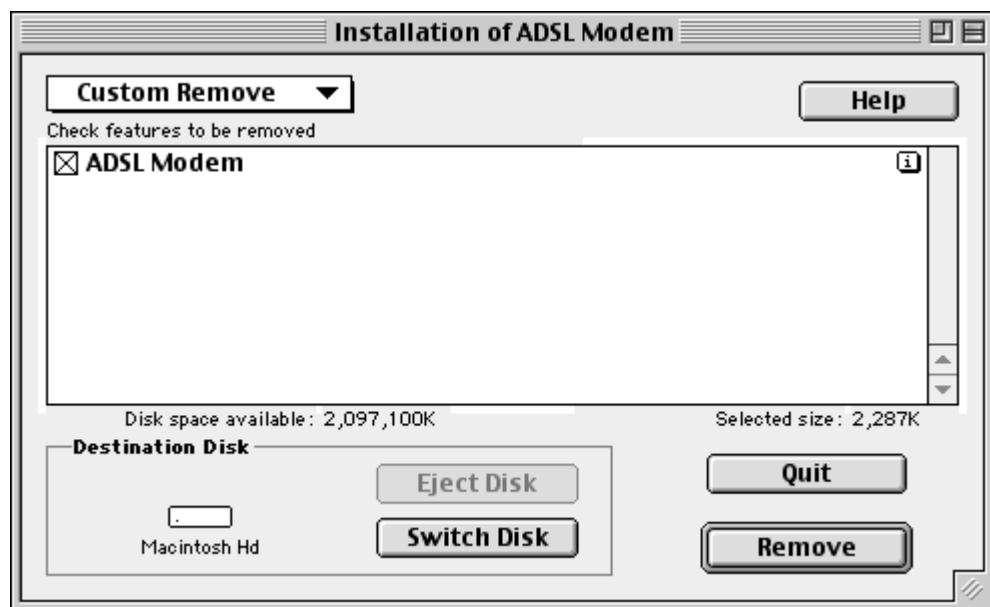 Installation of ADSL Modem
Custom Remove
Help
Check features to be removed
ADSL Modem
Disk space available: 2,097,100K
Selected size: 2,287K
Destination Disk
Eject Disk
Quit
Macintosh Hd
Switch Disk
Remove